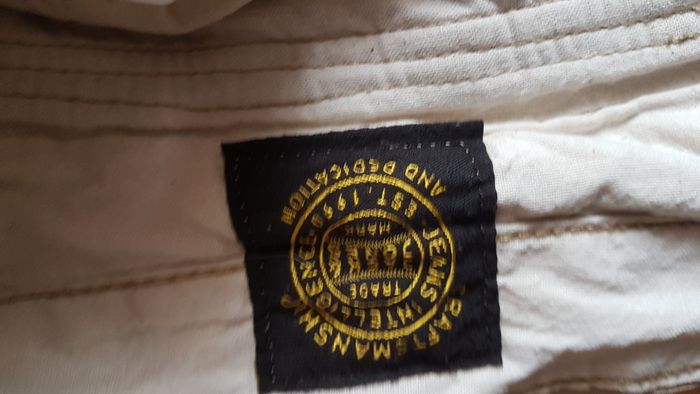 CRAFTSMANSHIP
AND DEDICATION
JEANS INTELLIGENCE
EST. 1990
TRADE
MARK